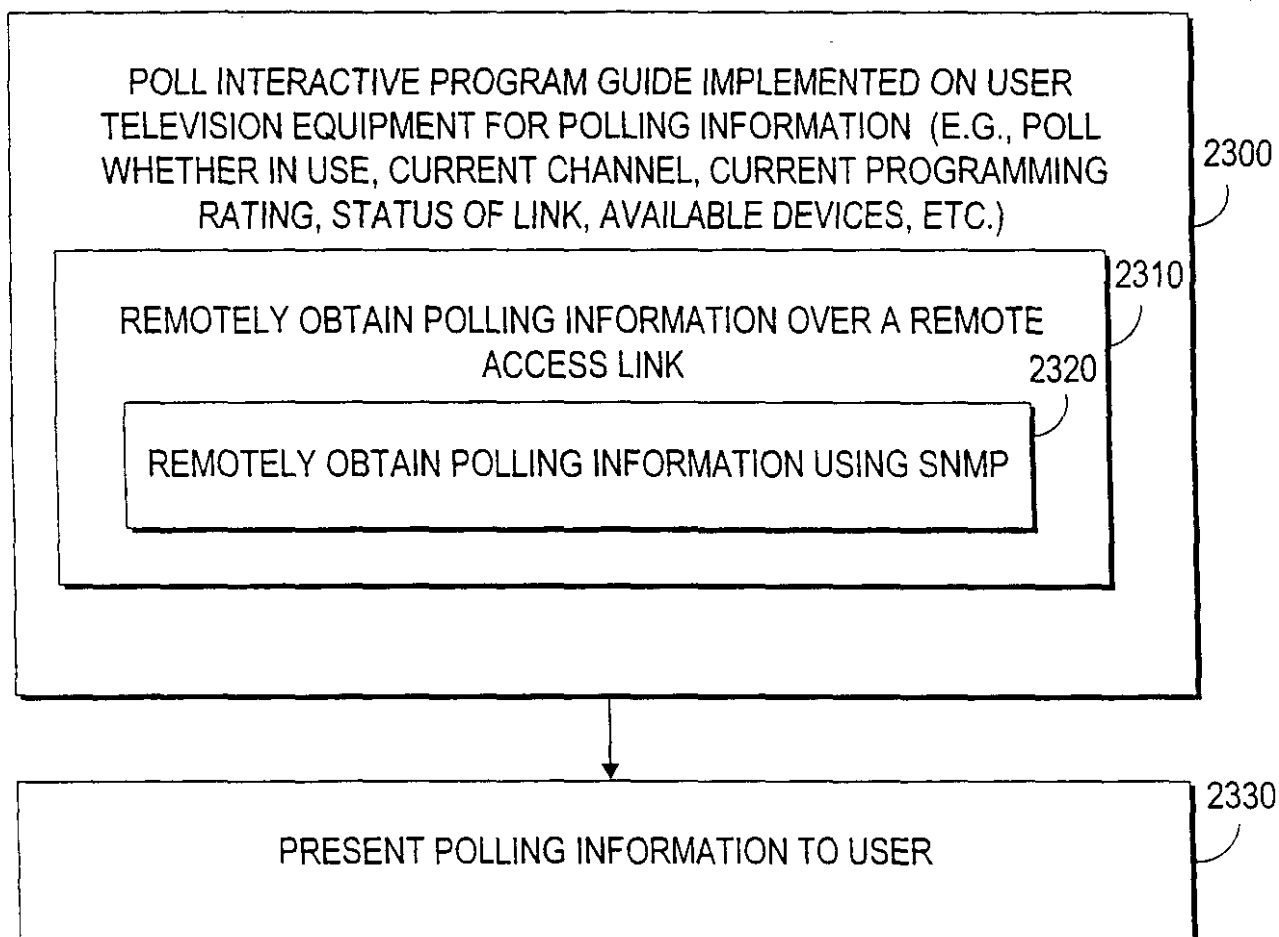 POLL INTERACTIVE PROGRAM GUIDE IMPLEMENTED ON USER
TELEVISION EQUIPMENT FOR POLLING INFORMATION (E.G., POLL
WHETHER IN USE, CURRENT CHANNEL, CURRENT PROGRAMMING
RATING, STATUS OF LINK, AVAILABLE DEVICES, ETC.)
2300
2310
REMOTELY OBTAIN POLLING INFORMATION OVER A REMOTE
ACCESS LINK
2320
REMOTELY OBTAIN POLLING INFORMATION USING SNMP
2330
PRESENT POLLING INFORMATION TO USER